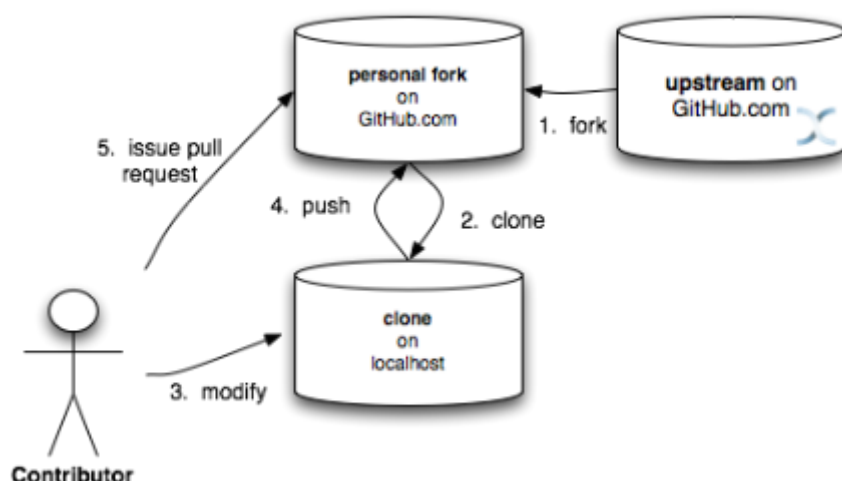 personal fork
on
GitHub.com
upstream on
GitHub.com
1. fork
5. issue pull
request
4. push
2. clone
clone
on
localhost
3. modify
Contributor